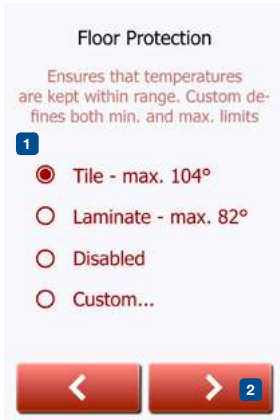 Floor Protection
Ensures that temperatures
are kept within range. Custom de-
fines both min. and max. limits
1
Tile - max. 104°
Laminate - max. 82°
Disabled
Custom...
2